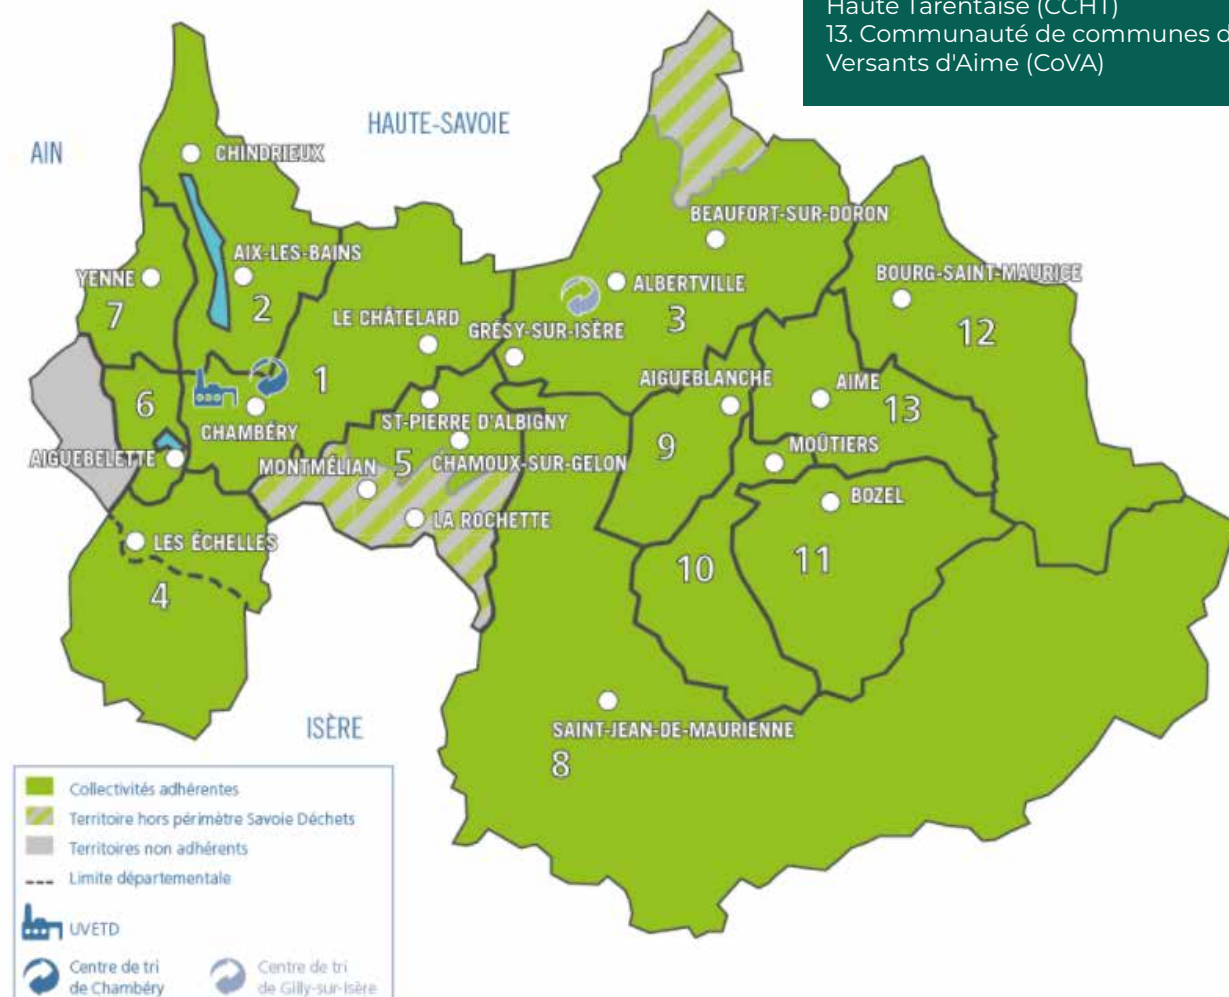 Haute Tarentaise (CCHT)
13. Communauté de communes d
Versants d'Aime (CoVA)
HAUTE-SAVOIE
AIN
CHINDRIEUX
BEAUFORT-SUR-DORON
AIX-LES-BAINS
YENNE
BOURG-SAINT-MAURICE
ALBERTVILLE
7
2
LE CHÂTELARD
3
12
GRÉSY-SUR-ISÈRE
AIGUEBLANCHE
AIME
1
6
13
ST-PIERRE D'ALBIGNY
CHAMBÉRY
9
MOÛTIERS
AIGUEBELETTE
MONTMÉLIAN
5
CHAMOUX-SUR-GELON
BOZEL
LA ROCHETTE
LES ÉCHELLES
10
11
4
ISÈRE
SAINT-JEAN-DE-MAURIENNE
8
Collectivités adhérentes
Territoire hors périmètre Savoie Déchets
Territoires non adhérents
Limite départementale
UVETD
Centre de tri
de Chambéry
Centre de tri
de Gilly-sur-Isère